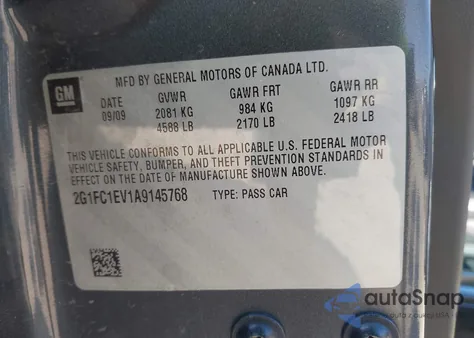 GM
MFD BY GENERAL MOTORS OF CANADA LTD.
DATE GVWR GAWR FRT GAWR RR
09/09 2081 KG 984 KG 1097 KG
4588 LB 2170 LB 2418 LB
THIS VEHICLE CONFORMS TO ALL APPLICABLE U.S. FEDERAL MOTOR
VEHICLE SAFETY, BUMPER, AND THEFT PREVENTION STANDARDS IN
EFFECT ON THE DATE OF MANUFACTURE SHOWN ABOVE.
2G1FC1EV1A9145768 TYPE: PASS CAR
autoSnap